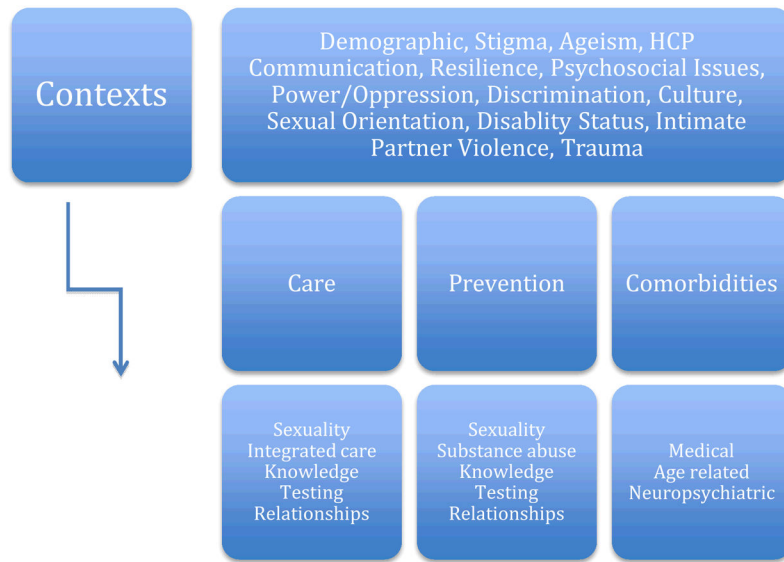 Contexts
Demographic, Stigma, Ageism, HCP
Communication, Resilience, Psychosocial Issues,
Power/Oppression, Discrimination, Culture,
Sexual Orientation, Disablity Status, Intimate
Partner Violence, Trauma
Care
Prevention
Comorbidities
Sexuality
Integrated care
Knowledge
Testing
Relationships
Sexuality
Substance abuse
Knowledge
Testing
Relationships
Medical
Age related
Neuropsychiatric